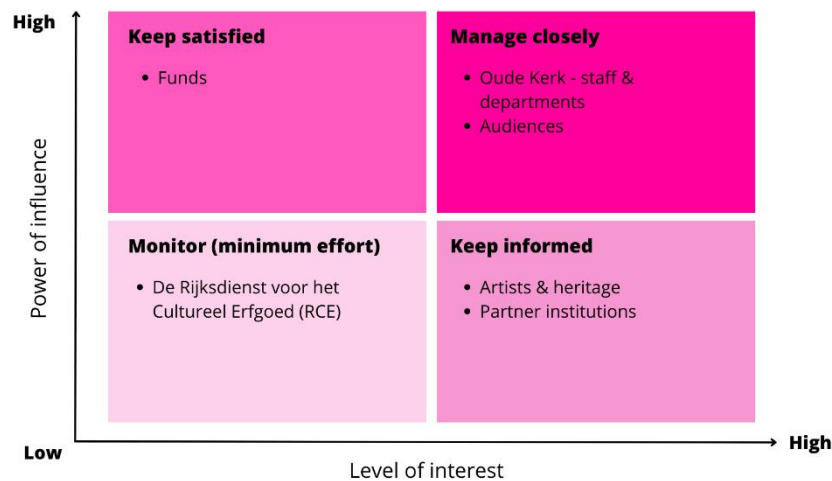 High
Keep satisfied
• Funds
Manage closely
• Oude Kerk - staff &
departments
• Audiences
Power of influence
Monitor (minimum effort)
• De Rijksdienst voor het
Cultureel Erfgoed (RCE)
Keep informed
• Artists & heritage
• Partner institutions
Low
High
Level of interest